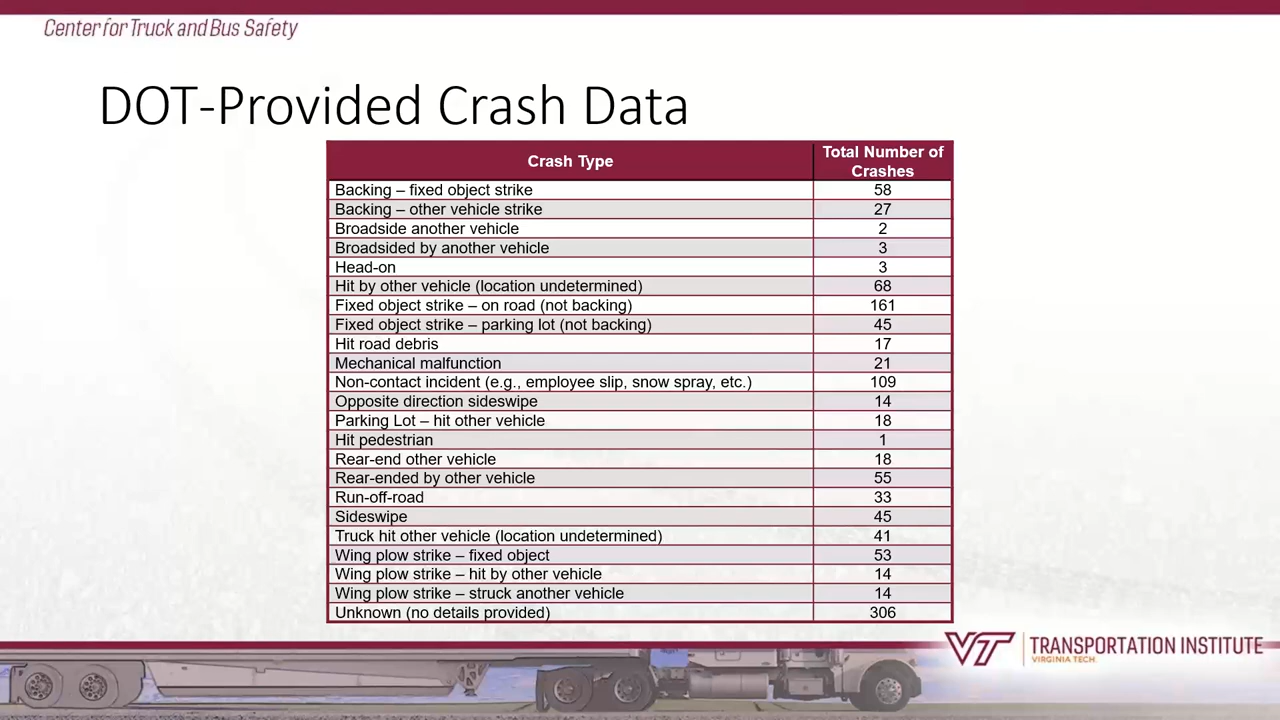 Center for Truck and Bus Safety
DOT-Provided Crash Data
Crash Type Total Number of Crashes
Backing – fixed object strike 58
Backing – other vehicle strike 27
Broadside another vehicle 2
Broadsided by another vehicle 3
Head-on 3
Hit by other vehicle (location undetermined) 68
Fixed object strike – on road (not backing) 161
Fixed object strike – parking lot (not backing) 45
Hit road debris 17
Mechanical malfunction 21
Non-contact incident (e.g., employee slip, snow spray, etc.) 109
Opposite direction sideswipe 14
Parking Lot – hit other vehicle 18
Hit pedestrian 1
Rear-end other vehicle 18
Rear-ended by other vehicle 55
Run-off-road 33
Sideswipe 45
Truck hit other vehicle (location undetermined) 41
Wing plow strike – fixed object 53
Wing plow strike – hit by other vehicle 14
Wing plow strike – struck another vehicle 14
Unknown (no details provided) 306
VT TRANSPORTATION INSTITUTE
VIRGINIA TECH.